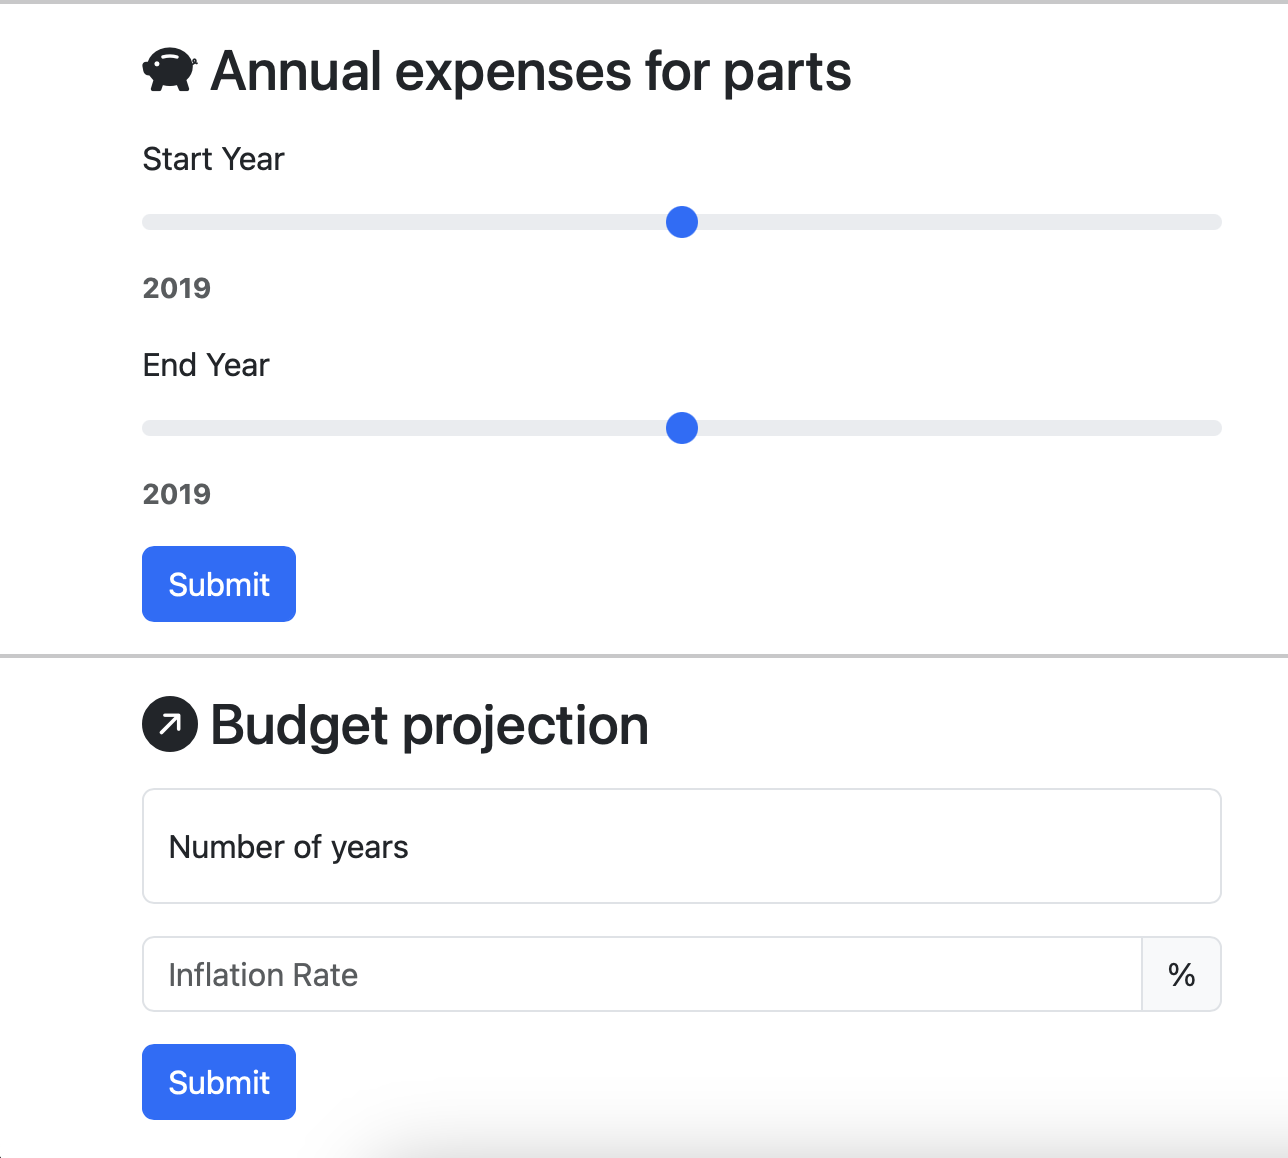 Annual expenses for parts
Start Year
2019
End Year
2019
Submit
Budget projection
Number of years
Inflation Rate %
Submit